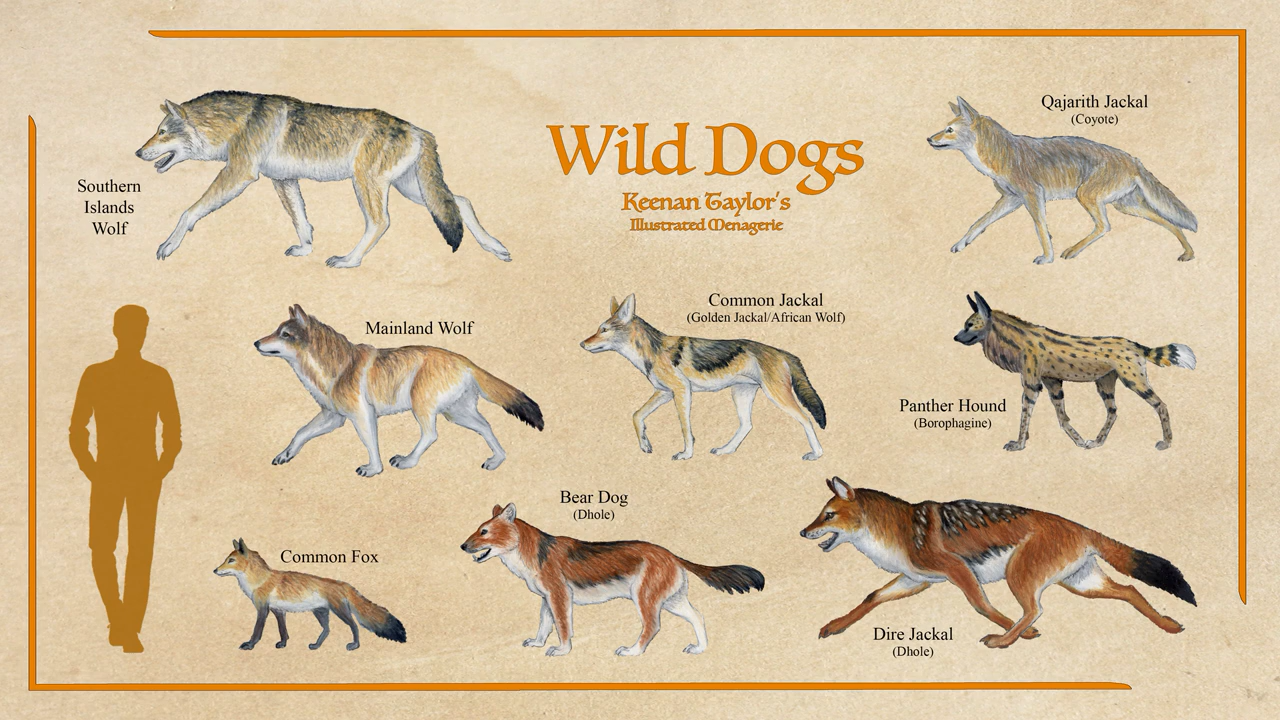 Wild Dogs
Keenan Taylor's
Illustrated Menagerie
Southern
Islands
Wolf
Qajarith Jackal
(Coyote)
Mainland Wolf
Common Jackal
(Golden Jackal/African Wolf)
Panther Hound
(Borophagine)
Common Fox
Bear Dog
(Dhole)
Dire Jackal
(Dhole)